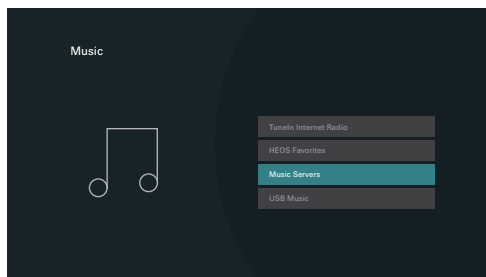 Music
TuneIn Internet Radio
HEOS Favorites
Music Servers
USB Music